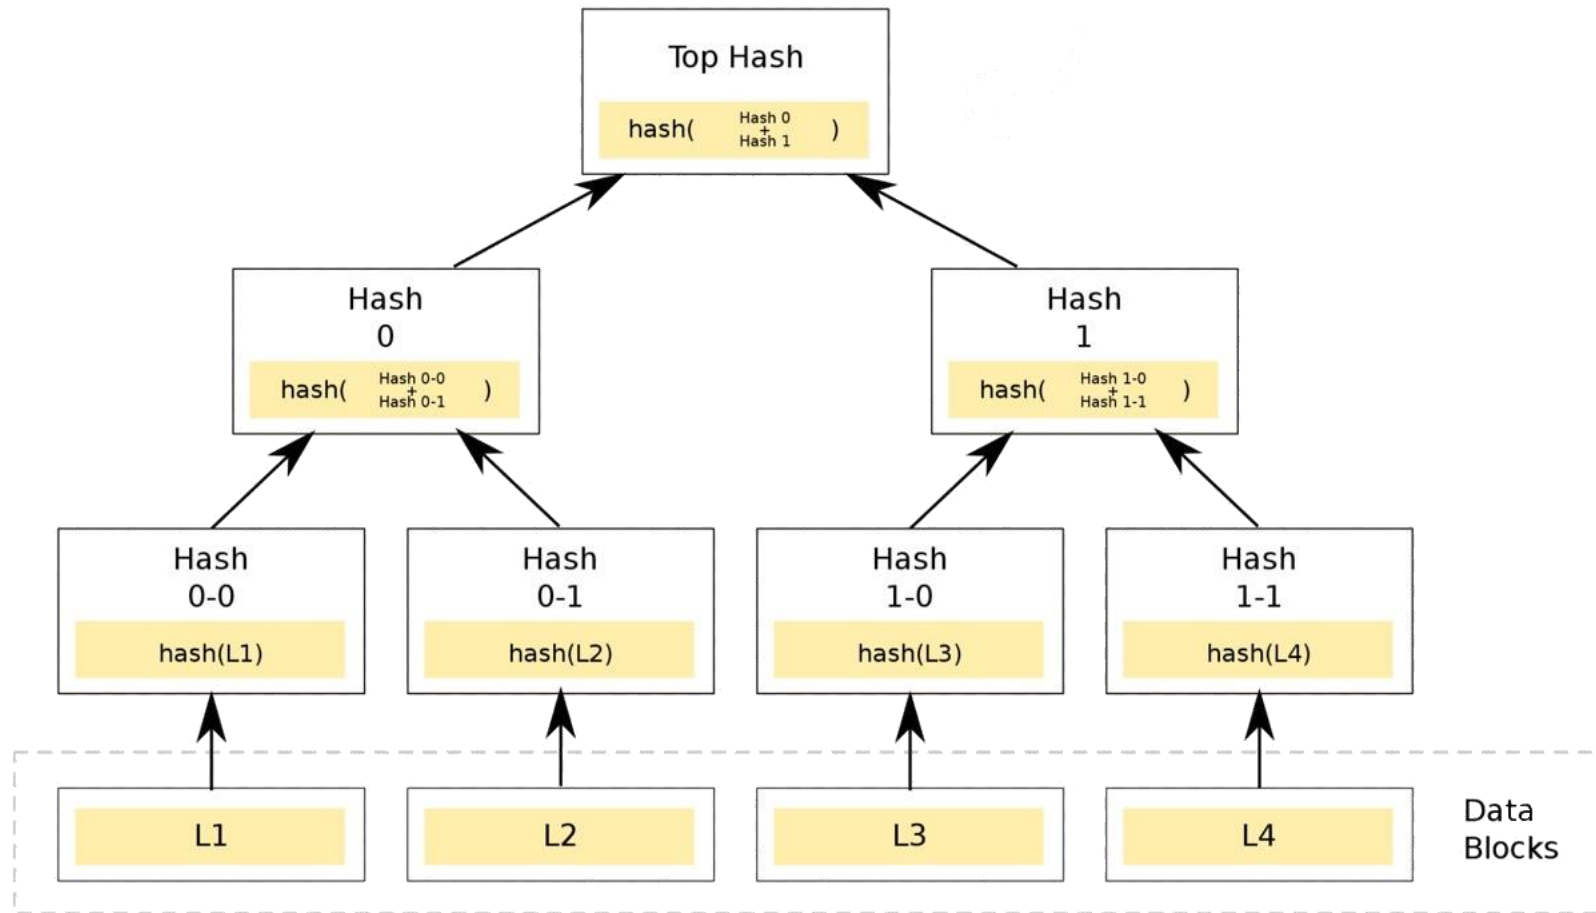 Top Hash
Hash 0
hash( + )
Hash 1
Hash
0
Hash 0-0
hash( + )
Hash 0-1
Hash
1
Hash 1-0
hash( + )
Hash 1-1
Hash
0-0
hash(L1)
Hash
0-1
hash(L2)
Hash
1-0
hash(L3)
Hash
1-1
hash(L4)
L1
L2
L3
L4
Data
Blocks